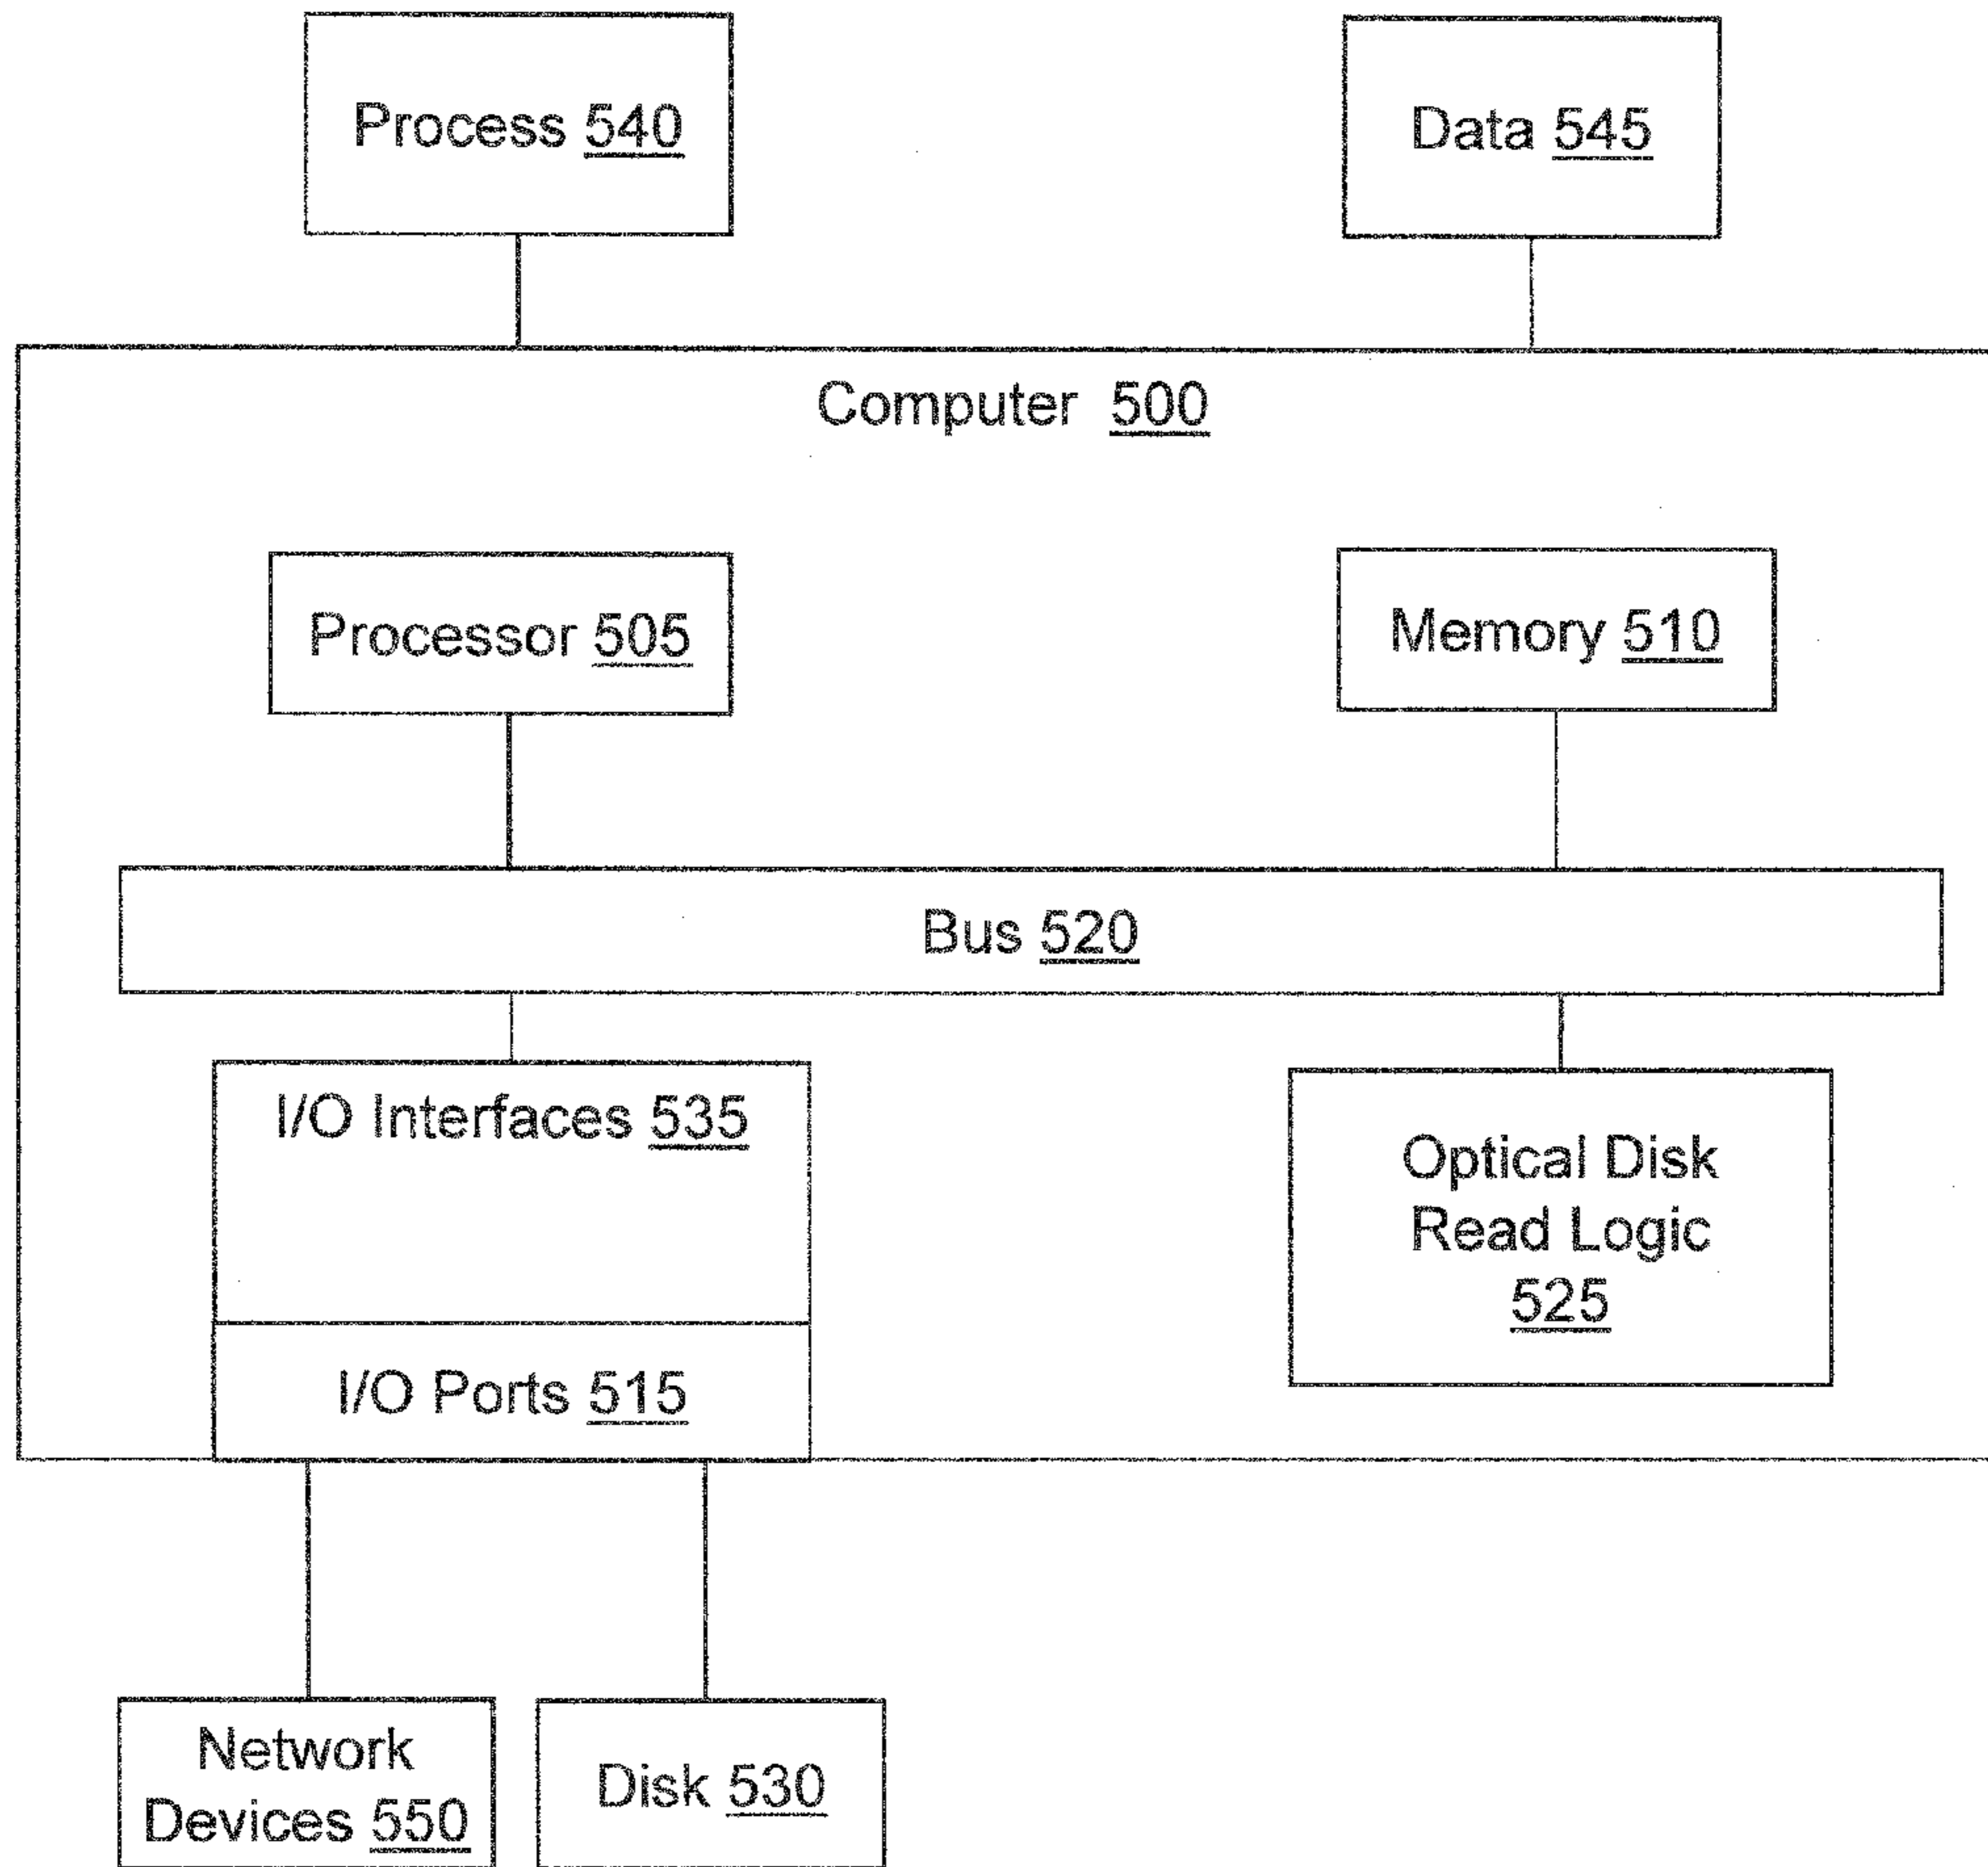 Process 540
Data 545
Computer 500
Processor 505
Memory 510
Bus 520
I/O Interfaces 535
Optical Disk
Read Logic
525
I/O Ports 515
Network
Devices 550
Disk 530